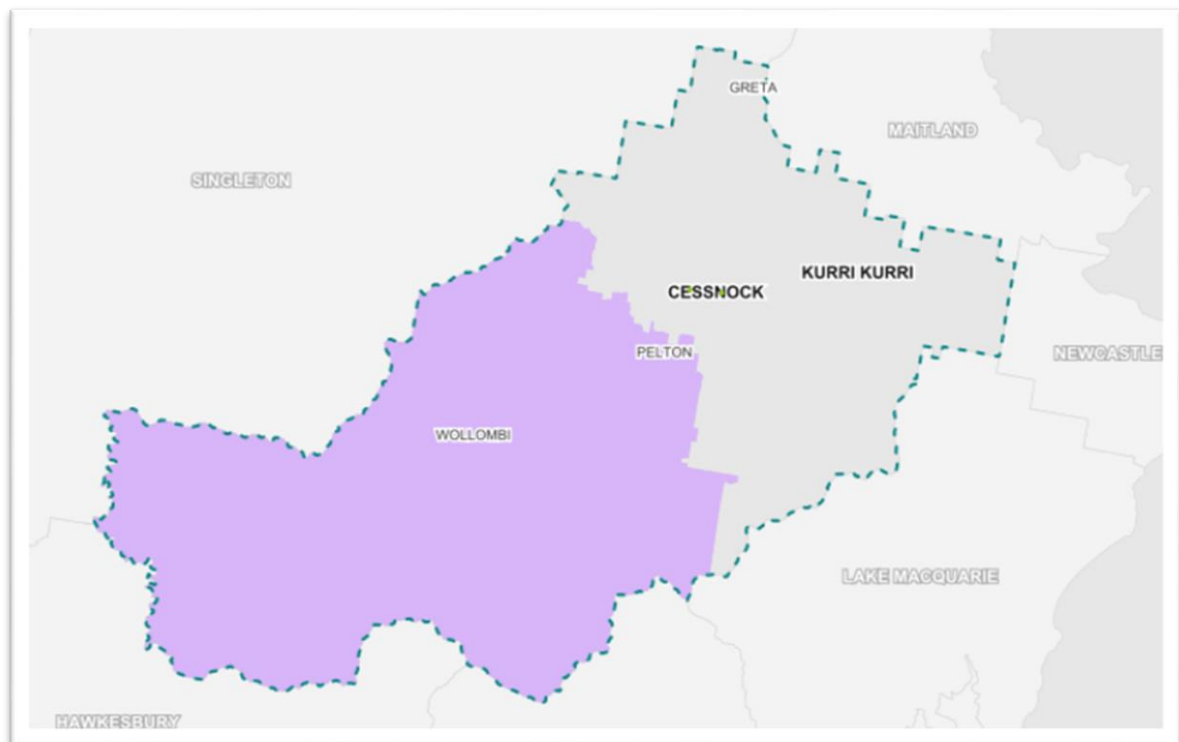 GRETA
MAITLAND
SINGLETON
KURRI KURRI
CESSNOCK
PELTON
NEWCASTLE
WOLLOMBI
LAKE MACQUARIE
HAWKESBURY